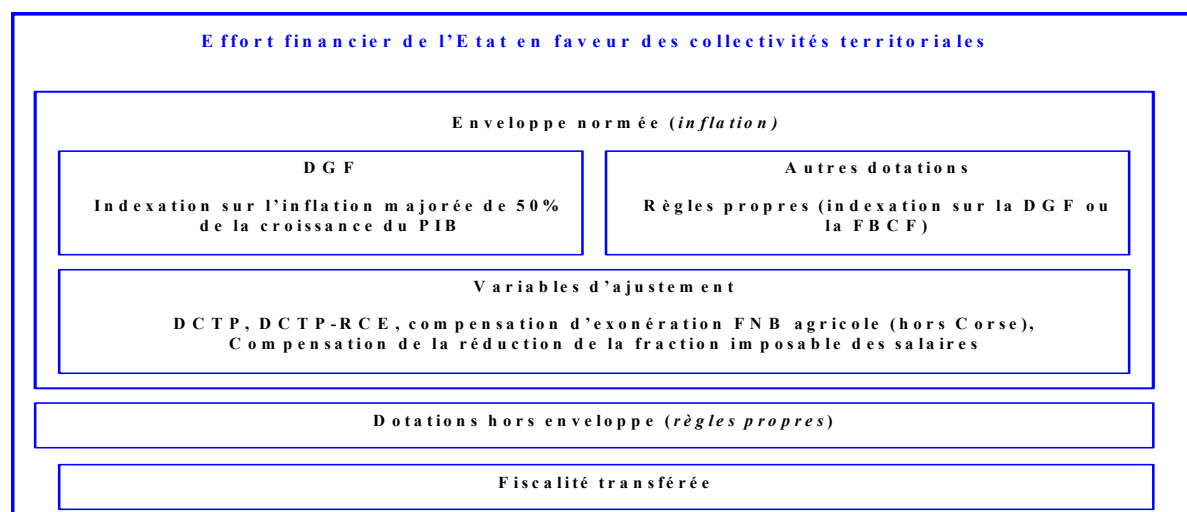 Effort financier de l'Etat en faveur des collectivités territoriales
Enveloppe normée (inflation)
DGF
Indexation sur l'inflation majorée de 50%
de la croissance du PIB
Autres dotations
Règles propres (indexation sur la DGF ou
la FBCF)
Variables d'ajustement
DCTP, DCTP-RCE, compensation d'exonération FNB agricole (hors Corse),
Compensation de la réduction de la fraction imposable des salaires
Dotations hors enveloppe (règles propres)
Fiscalité transférée